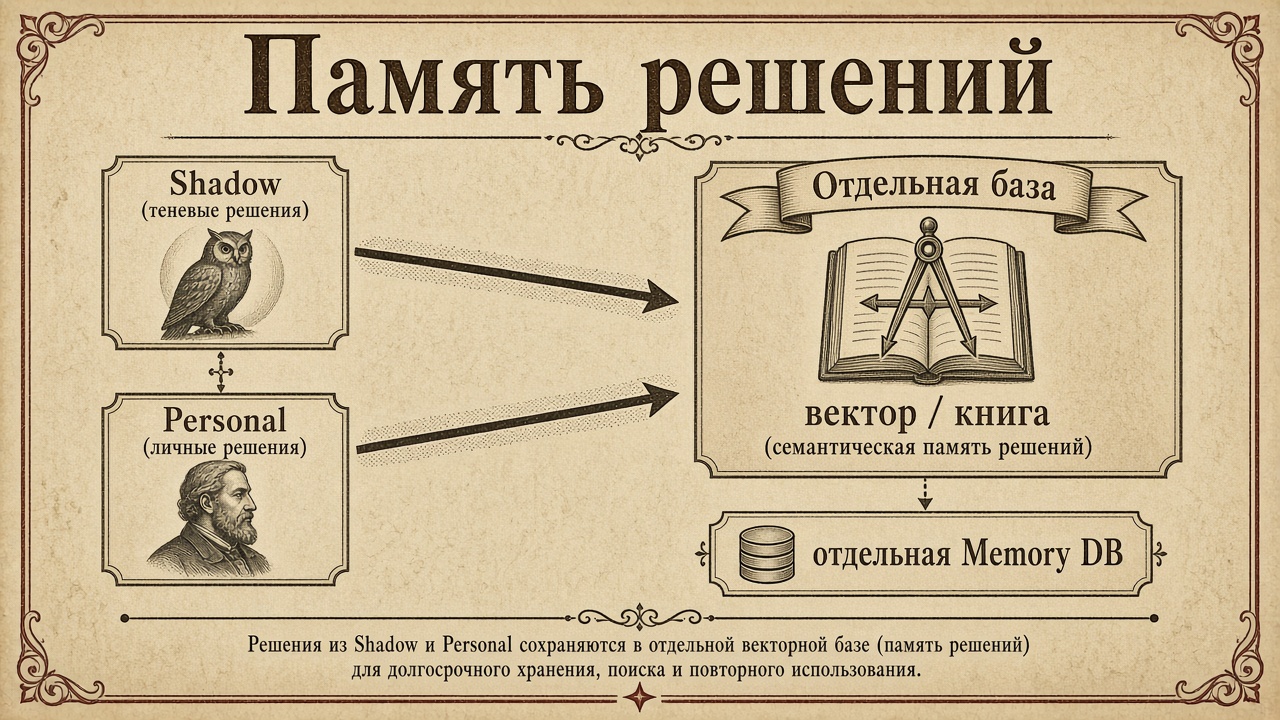 Память решений
Shadow
(теневые решения)
Personal
(личные решения)
Отдельная база
вектор / книга
(семантическая память решений)
отдельная Memory DB
Решения из Shadow и Personal сохраняются в отдельной векторной базе (память решений)
для долгосрочного хранения, поиска и повторного использования.